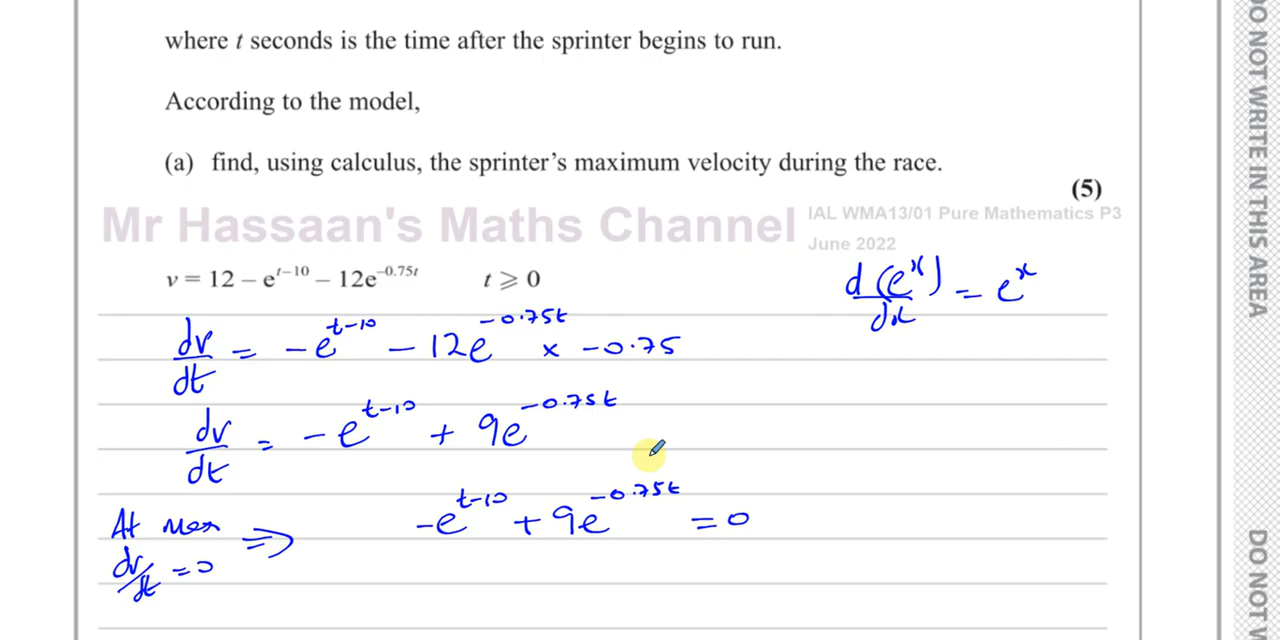 where t seconds is the time after the sprinter begins to run.
According to the model,
(a) find, using calculus, the sprinter's maximum velocity during the race.
(5)
Mr Hassaan's Maths Channel
IAL WMA13/01 Pure Mathematics P3
June 2022
v = 12 – e^{t–10} – 12e^{–0.75t} t ⩾ 0
d(e^x)/dx = e^x
dv/dt = -e^{t-10} - 12e^{-0.75t} x -0.75
dv/dt = -e^{t-10} + 9e^{-0.75t}
At max dv/dt = 0 ⇒ -e^{t-10} + 9e^{-0.75t} = 0
DO NOT WRITE IN THIS AREA
DO NOT W